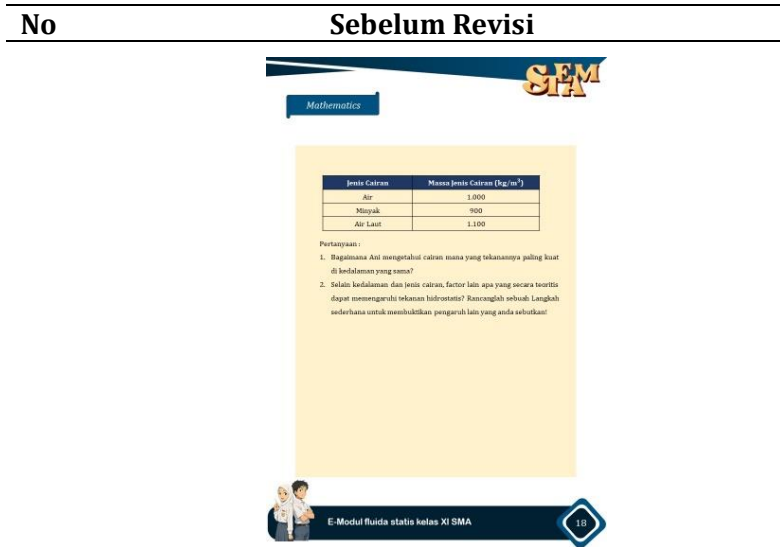 No Sebelum Revisi
STEM
Mathematics
Jenis Cairan Massa Jenis Cairan (kg/m³)
Air 1.000
Minyak 900
Air Laut 1.100
Pertanyaan :
1. Bagaimana Ani mengetahui cairan mana yang tekanannya paling kuat
di kedalaman yang sama?
2. Selain kedalaman dan jenis cairan, factor lain apa yang secara teoritis
dapat memengaruhi tekanan hidrostatis? Rancanglah sebuah Langkah
sederhana untuk membuktikan pengaruh lain yang anda sebutkan!
E-Modul fluida statis kelas XI SMA
18